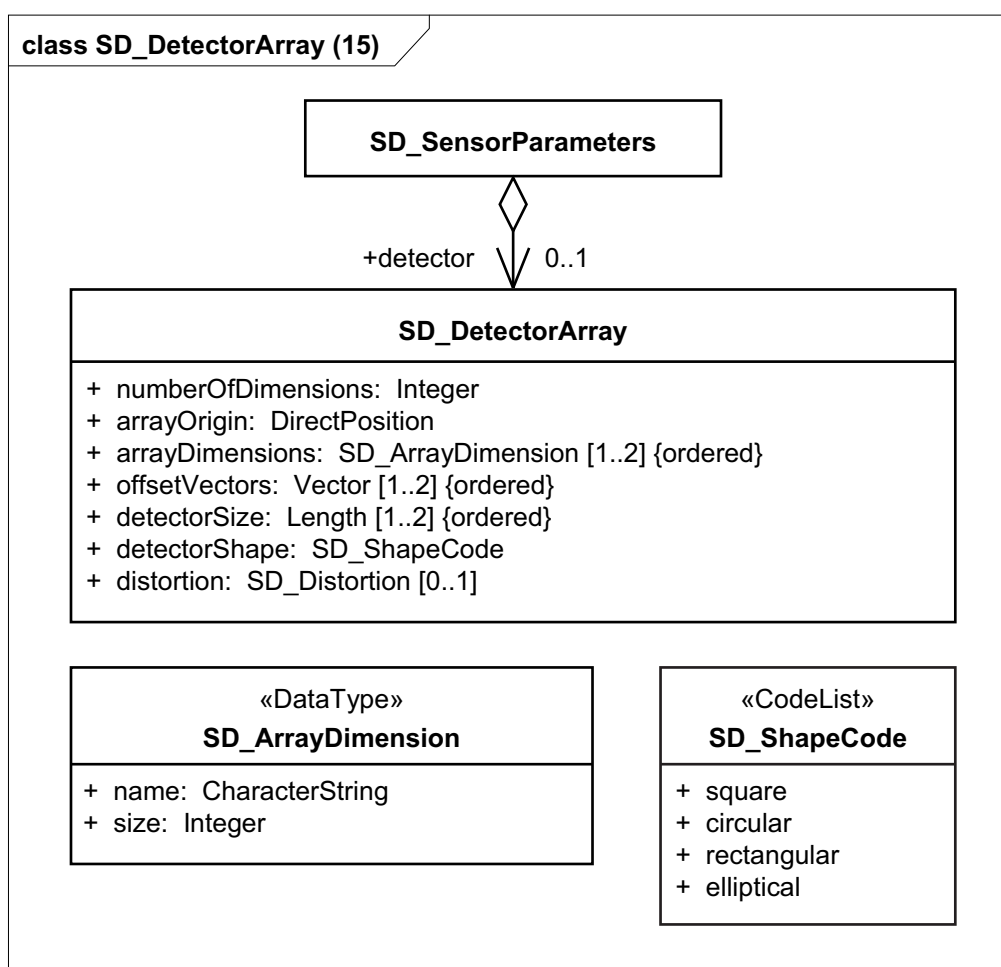 class SD_DetectorArray (15)
SD_SensorParameters
+detector 0..1
SD_DetectorArray
+ numberOfDimensions: Integer
+ arrayOrigin: DirectPosition
+ arrayDimensions: SD_ArrayDimension [1..2] {ordered}
+ offsetVectors: Vector [1..2] {ordered}
+ detectorSize: Length [1..2] {ordered}
+ detectorShape: SD_ShapeCode
+ distortion: SD_Distortion [0..1]
«DataType»
SD_ArrayDimension
+ name: CharacterString
+ size: Integer
«CodeList»
SD_ShapeCode
+ square
+ circular
+ rectangular
+ elliptical